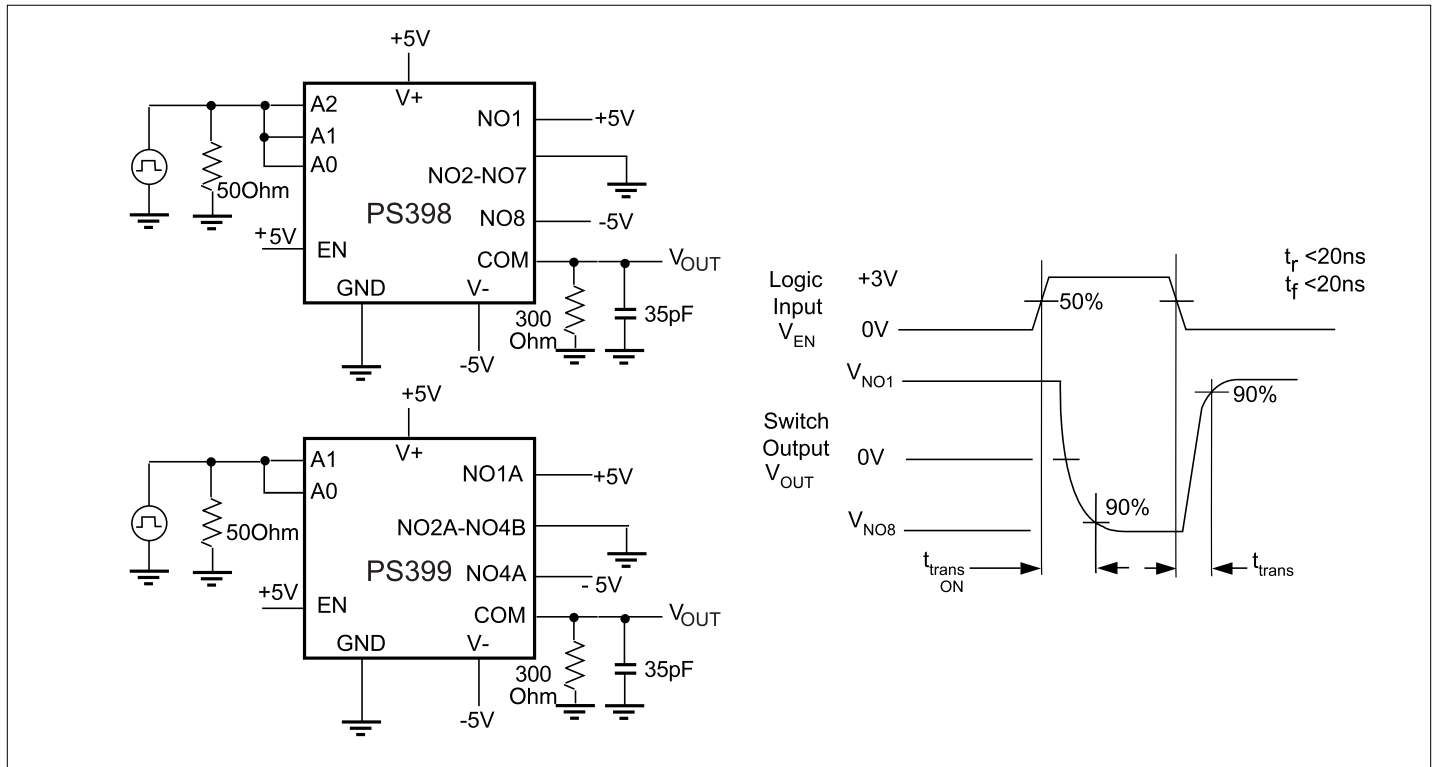 +5V
V+
A2
A1
A0
NO1
+5V
NO2-NO7
50Ohm
PS398
NO8
-5V
+5V
EN
COM
VOUT
GND
V-
300
Ohm
35pF
-5V
+5V
V+
A1
A0
NO1A
+5V
50Ohm
NO2A-NO4B
PS399
NO4A
- 5V
+5V
EN
COM
VOUT
GND
V-
300
Ohm
35pF
-5V
Logic
Input
VEN
+3V
0V
50%
tr <20ns
tf <20ns
VNO1
90%
Switch
Output
VOUT
0V
VNO8
90%
ttrans
ON
ttrans